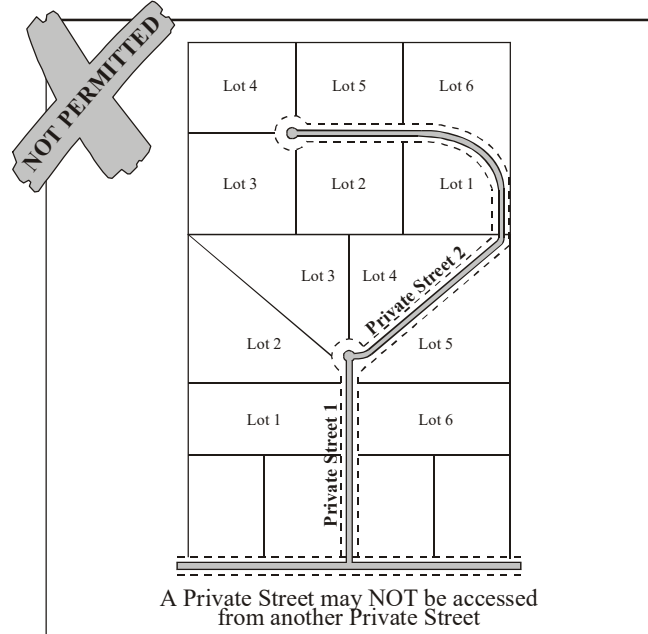 NOT PERMITTED
Lot 4
Lot 5
Lot 6
Lot 3
Lot 2
Lot 1
Lot 3
Lot 4
Private Street 2
Lot 2
Lot 5
Lot 1
Private Street 1
Lot 6
A Private Street may NOT be accessed
from another Private Street